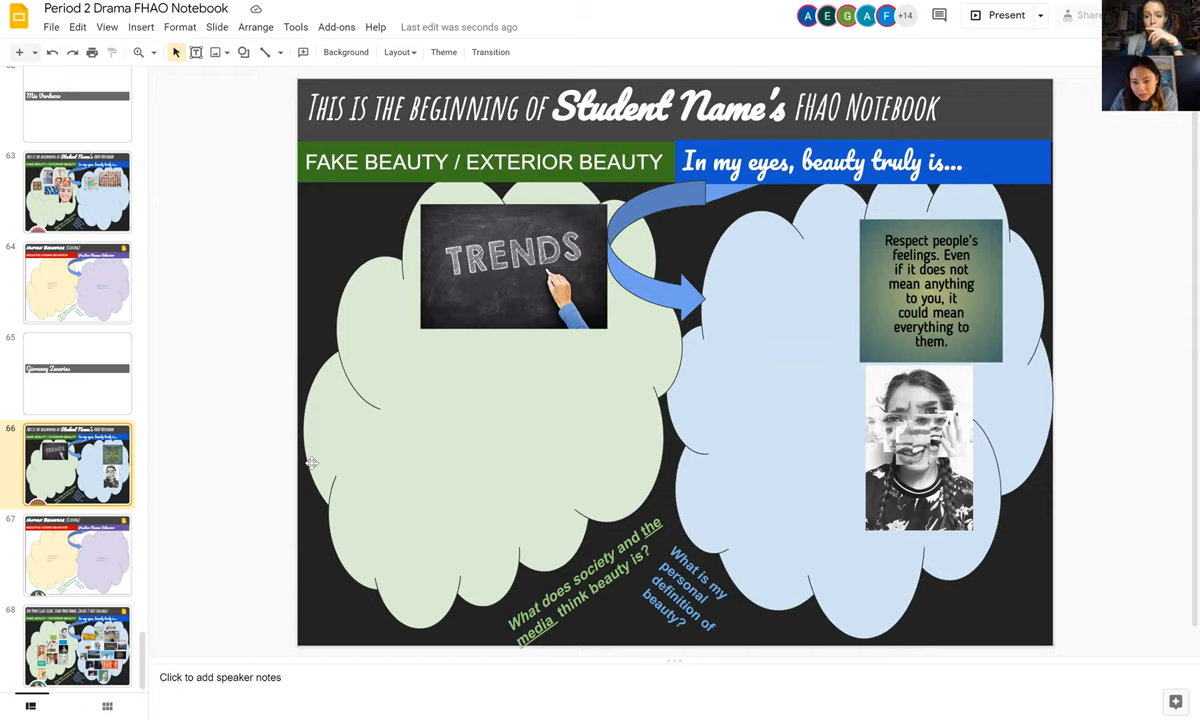 Period 2 Drama FHAO Notebook
File Edit View Insert Format Slide Arrange Tools Add-ons Help Last edit was seconds ago
A E G A F +14
Present
Share
Background Layout Theme Transition
63
64
65
66
67
68
THIS IS THE BEGINNING OF Student Name's FHAO NOTEBOOK
FAKE BEAUTY / EXTERIOR BEAUTY
In my eyes, beauty truly is...
TRENDS
Respect people's
feelings. Even
if it does not
mean anything
to you, it
could mean
everything to
them.
What does society and the
media think beauty is?
What is my
personal
definition of
beauty?
Click to add speaker notes